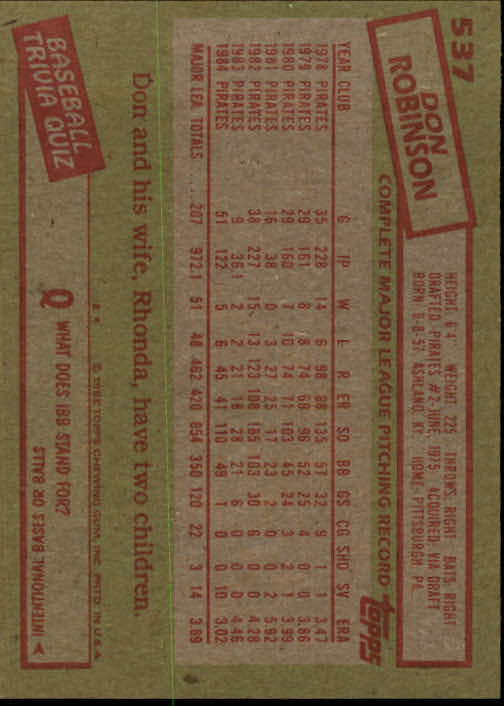 537
DON
ROBINSON
HEIGHT: 6'4" WEIGHT: 225 THROWS: RIGHT BATS: RIGHT
DRAFTED: PIRATES #2-JUNE, 1975 ACQUIRED: VIA DRAFT
BORN: 6-8-57, ASHLAND, KY. HOME: PITTSBURGH, PA.
COMPLETE MAJOR LEAGUE PITCHING RECORD topps
YEAR CLUB G IP W L R ER SO BB GS CG SHO SV ERA
1978 PIRATES 35 228 14 6 98 88 135 57 32 9 1 1 3.47
1979 PIRATES 29 161 8 8 74 68 96 52 25 4 0 0 3.86
1980 PIRATES 29 160 7 10 74 71 103 45 24 3 2 1 3.99
1981 PIRATES 16 38 0 3 27 25 17 23 2 0 0 2 5.92
1982 PIRATES 38 227 15 13 123 108 165 103 30 6 0 0 4.28
1983 PIRATES 9 36.1 2 2 21 18 28 21 6 0 0 0 4.46
1984 PIRATES 51 122 5 6 45 41 110 49 1 0 0 10 3.02
MAJOR LEA. TOTALS 207 972.1 51 48 462 420 654 350 120 22 3 14 3.69
Don and his wife, Rhonda, have two children.
© 1985 TOPPS CHEWING GUM, INC. PRTD. IN U.S.A.
BASEBALL
TRIVIA QUIZ
Q WHAT DOES IBB STAND FOR?
INTENTIONAL BASES OR BALLS